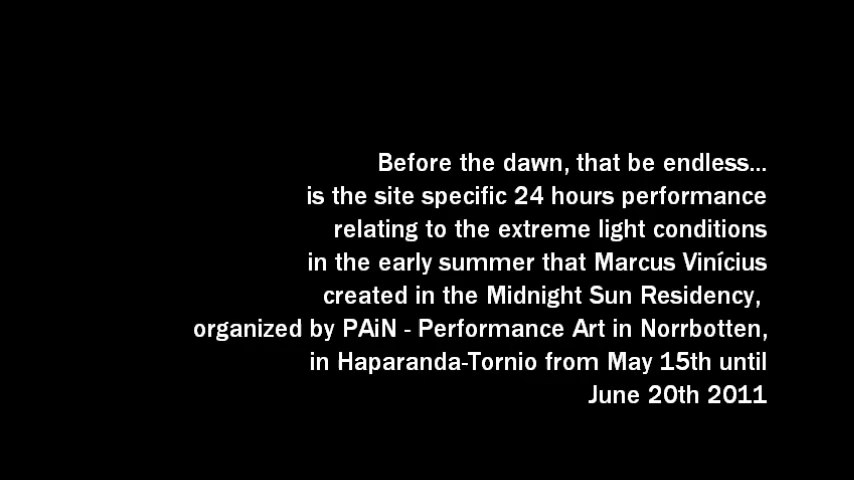 Before the dawn, that be endless...
is the site specific 24 hours performance
relating to the extreme light conditions
in the early summer that Marcus Vinícius
created in the Midnight Sun Residency,
organized by PAiN - Performance Art in Norrbotten,
in Haparanda-Tornio from May 15th until
June 20th 2011